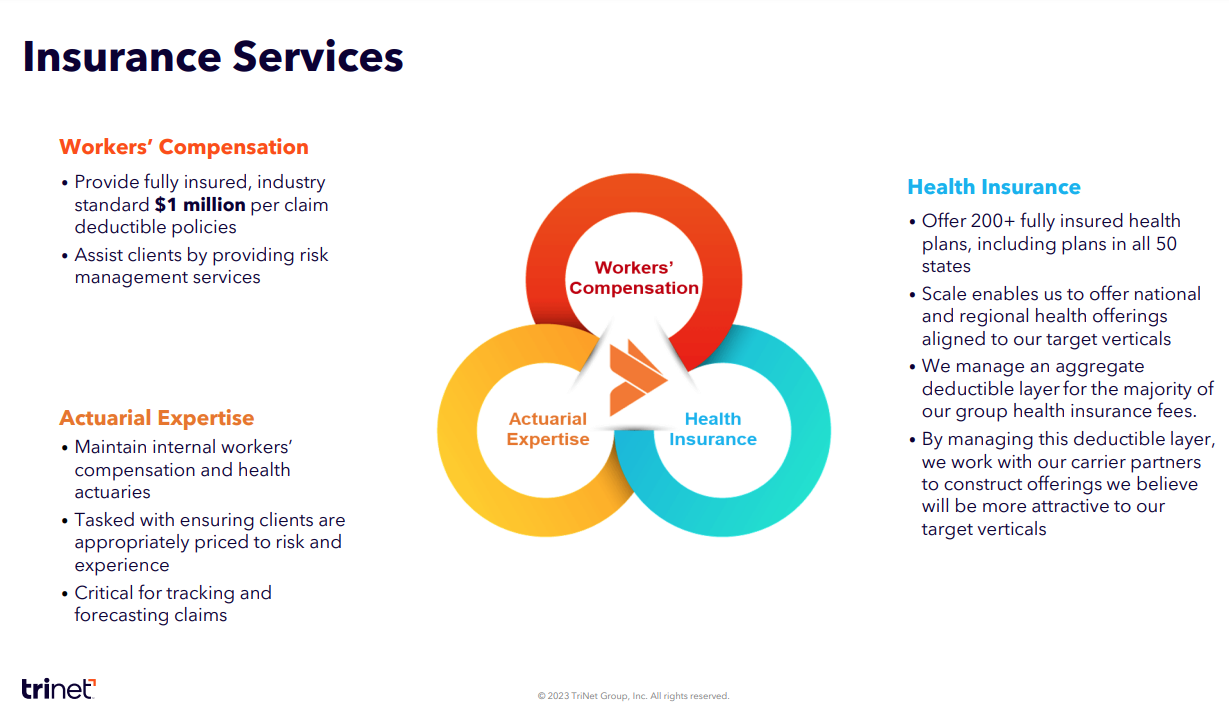 Insurance Services
Workers’ Compensation
• Provide fully insured, industry
standard $1 million per claim
deductible policies
• Assist clients by providing risk
management services
Actuarial Expertise
• Maintain internal workers’
compensation and health
actuaries
• Tasked with ensuring clients are
appropriately priced to risk and
experience
• Critical for tracking and
forecasting claims
Workers’
Compensation
Actuarial
Expertise
Health
Insurance
Health Insurance
• Offer 200+ fully insured health
plans, including plans in all 50
states
• Scale enables us to offer national
and regional health offerings
aligned to our target verticals
• We manage an aggregate
deductible layer for the majority of
our group health insurance fees.
• By managing this deductible layer,
we work with our carrier partners
to construct offerings we believe
will be more attractive to our
target verticals
trinet
© 2023 TriNet Group, Inc. All rights reserved.